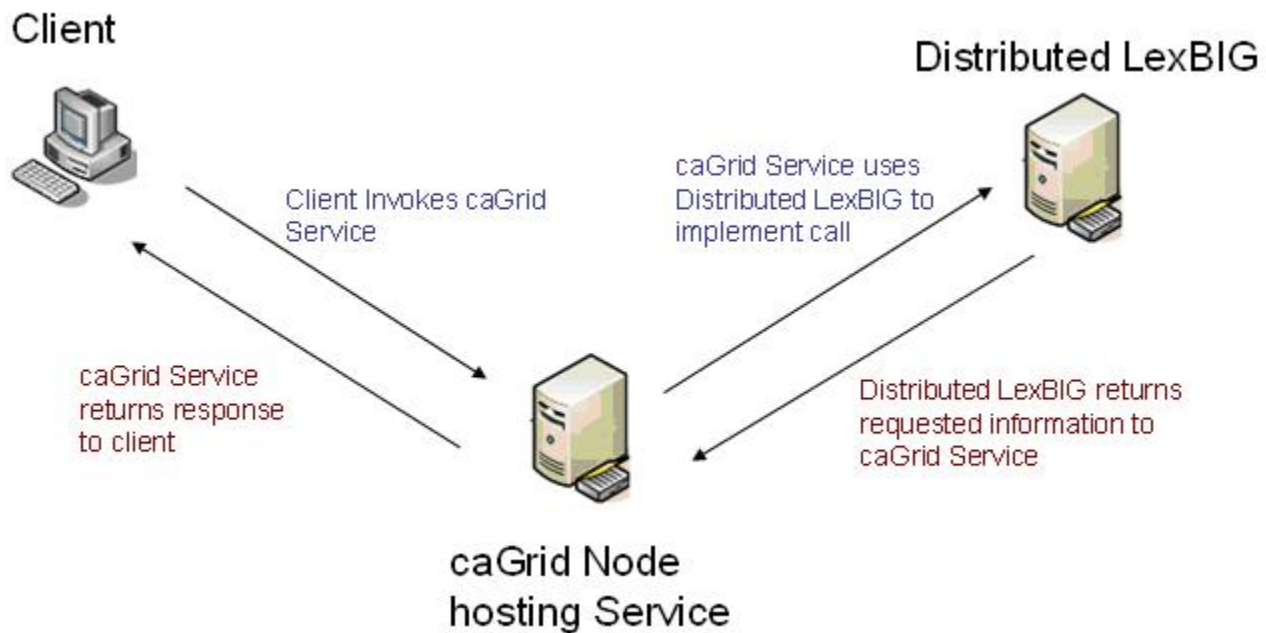 Client
Distributed LexBIG
Client Invokes caGrid
Service
caGrid Service uses
Distributed LexBIG to
implement call
caGrid Service
returns response
to client
Distributed LexBIG returns
requested information to
caGrid Service
caGrid Node
hosting Service